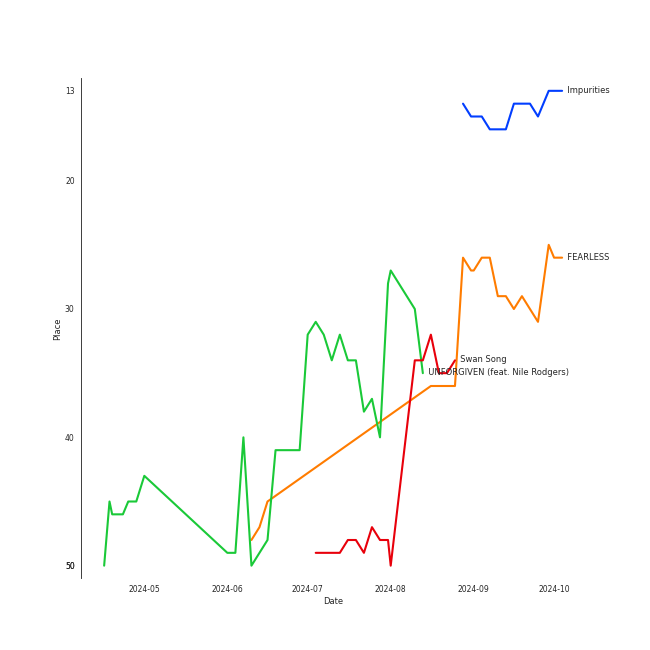 13
Impurities
20
FEARLESS
30
Place
Swan Song
UNFORGIVEN (feat. Nile Rodgers)
40
50
2024-05
2024-06
2024-07
2024-08
2024-09
2024-10
Date